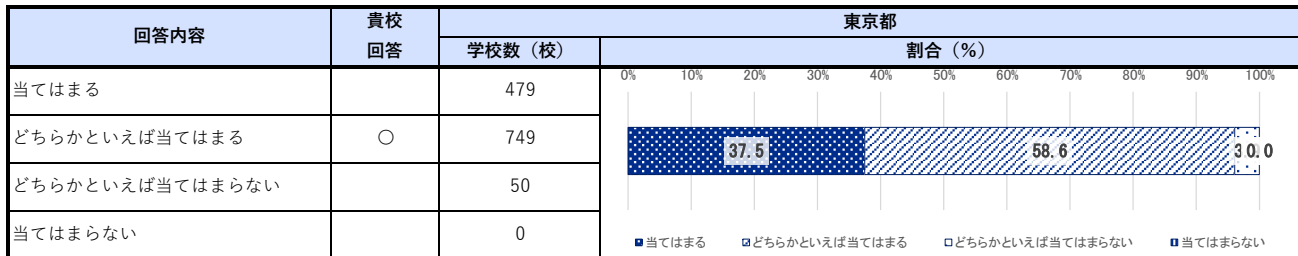 回答内容 貴校回答 東京都
学校数（校） 割合（%）
0% 10% 20% 30% 40% 50% 60% 70% 80% 90% 100%
当てはまる 479
どちらかといえば当てはまる ○ 749
37.5 58.6 0.0
どちらかといえば当てはまらない 50
当てはまらない 0
当てはまる どちらかといえば当てはまる どちらかといえば当てはまらない 当てはまらない